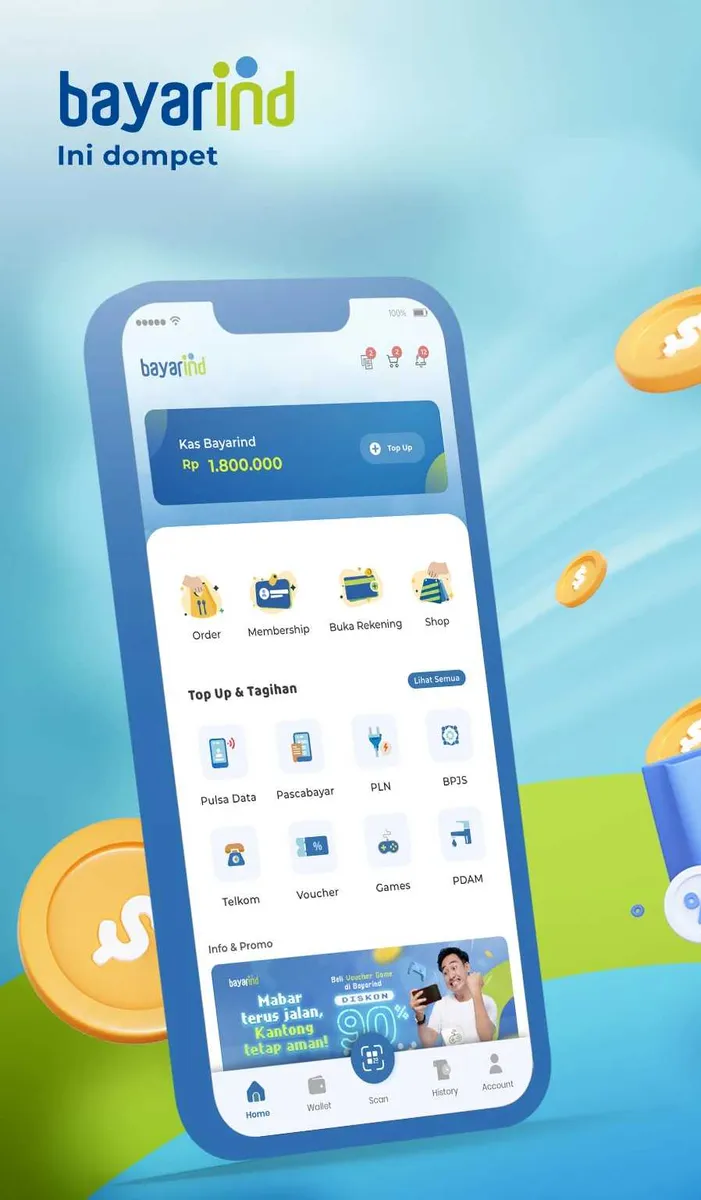 bayarind
Ini dompet
100%
bayarind
2
2
12
Kas Bayarind
Rp 1.800.000
Top Up
Order
Membership
Buka Rekening
Shop
Top Up & Tagihan
Lihat Semua
Pulsa Data
Pascabayar
PLN
BPJS
%
Telkom
Voucher
Games
PDAM
Info & Promo
bayarind
Mabar
terus jalan,
Kantong
tetap aman!
Beli Voucher Game
di Bayarind
DISKON
90%
Home
Wallet
Scan
History
Account
$
$
$
$
%